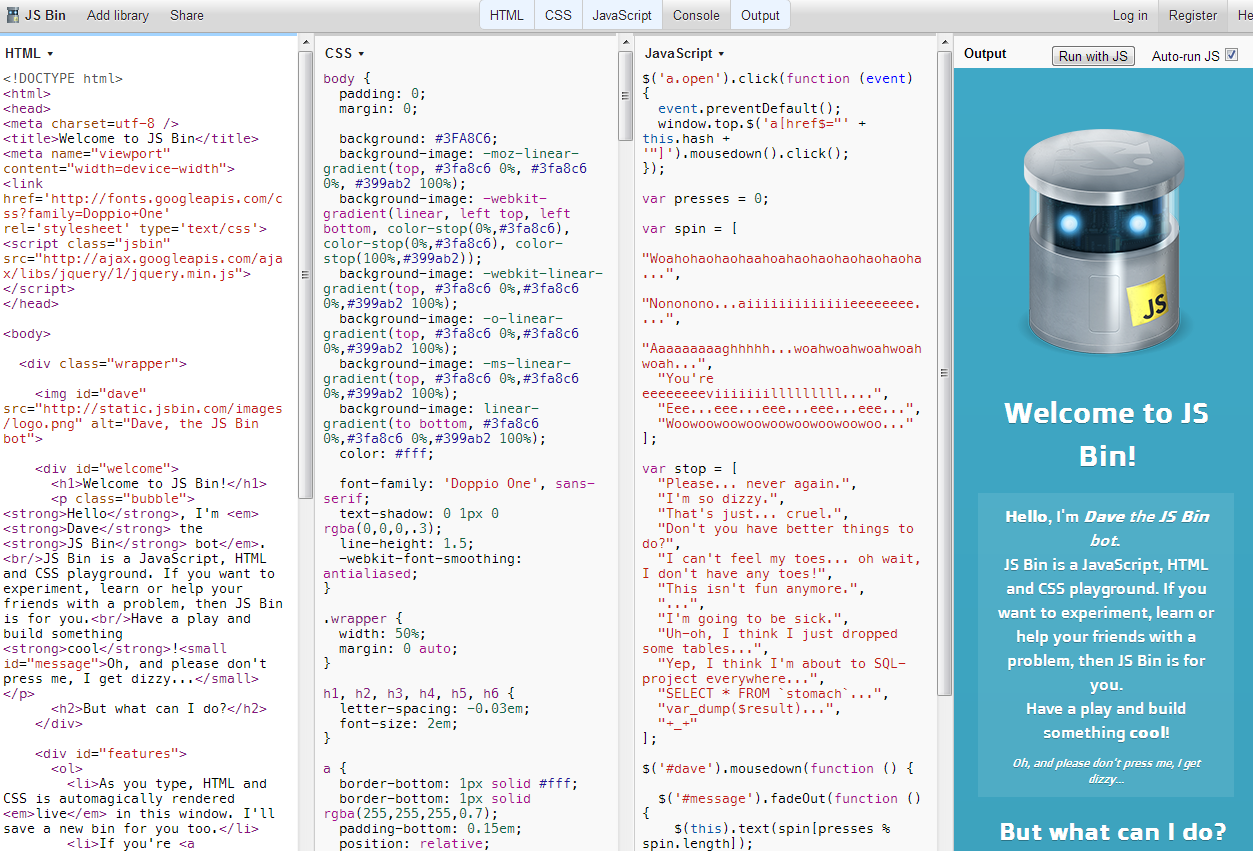 JS Bin Add library Share HTML CSS JavaScript Console Output Log in Register He
HTML
<!DOCTYPE html>
<html>
<head>
<meta charset=utf-8 />
<title>Welcome to JS Bin</title>
<meta name="viewport"
content="width=device-width">
<link
href='http://fonts.googleapis.com/c
ss?family=Doppio+One'
rel='stylesheet' type='text/css'>
<script class="jsbin"
src="http://ajax.googleapis.com/aja
x/libs/jquery/1/jquery.min.js">
</script>
</head>
<body>
<div class="wrapper">
<img id="dave"
src="http://static.jsbin.com/images
/logo.png" alt="Dave, the JS Bin
bot">
<div id="welcome">
<h1>Welcome to JS Bin!</h1>
<p class="bubble">
<strong>Hello</strong>, I'm <em>
<strong>Dave</strong> the
<strong>JS Bin</strong> bot</em>.
<br/>JS Bin is a JavaScript, HTML
and CSS playground. If you want to
experiment, learn or help your
friends with a problem, then JS Bin
is for you.<br/>Have a play and
build something
<strong>cool</strong>!<small
id="message">Oh, and please don't
press me, I get dizzy...</small>
</p>
<h2>But what can I do?</h2>
</div>
<div id="features">
<ol>
<li>As you type, HTML and
CSS is automagically rendered
<em>live</em> in this window. I'll
save a new bin for you too.</li>
<li>If you're <a
CSS
body {
padding: 0;
margin: 0;
background: #3FA8C6;
background-image: -moz-linear-
gradient(top, #3fa8c6 0%, #3fa8c6
0%, #399ab2 100%);
background-image: -webkit-
gradient(linear, left top, left
bottom, color-stop(0%,#3fa8c6),
color-stop(0%,#3fa8c6), color-
stop(100%,#399ab2));
background-image: -webkit-linear-
gradient(top, #3fa8c6 0%,#3fa8c6
0%,#399ab2 100%);
background-image: -o-linear-
gradient(top, #3fa8c6 0%,#3fa8c6
0%,#399ab2 100%);
background-image: -ms-linear-
gradient(top, #3fa8c6 0%,#3fa8c6
0%,#399ab2 100%);
background-image: linear-
gradient(to bottom, #3fa8c6
0%,#3fa8c6 0%,#399ab2 100%);
color: #fff;
font-family: 'Doppio One', sans-
serif;
text-shadow: 0 1px 0
rgba(0,0,0,.3);
line-height: 1.5;
-webkit-font-smoothing:
antialiased;
}
.wrapper {
width: 50%;
margin: 0 auto;
}
h1, h2, h3, h4, h5, h6 {
letter-spacing: -0.03em;
font-size: 2em;
}
a {
border-bottom: 1px solid #fff;
border-bottom: 1px solid
rgba(255,255,255,0.7);
padding-bottom: 0.15em;
position: relative;
JavaScript
$('a.open').click(function (event)
{
event.preventDefault();
window.top.$('a[href$="' +
this.hash +
'"]').mousedown().click();
});
var presses = 0;
var spin = [
"Woahohaohaohaahoahaohaohaohaohaoha
...",
"Nonononono...aiiiiiiiiiiiiieeeeeeee.
...",
"Aaaaaaaaaghhhhh...woahwoahwoahwoah
woah...",
"You're
eeeeeeeeviiiiiiillllllllll....",
"Eee...eee...eee...eee...eee...",
"Woowoowoowoowoowoowoowoowoo..."
];
var stop = [
"Please... never again.",
"I'm so dizzy.",
"That's just... cruel.",
"Don't you have better things to
do?",
"I can't feel my toes... oh wait,
I don't have any toes!",
"This isn't fun anymore.",
"...",
"I'm going to be sick.",
"Uh-oh, I think I just dropped
some tables...",
"Yep, I think I'm about to SQL-
project everywhere...",
"SELECT * FROM `stomach`...",
"var_dump($result)...",
"+_+"
];
$('#dave').mousedown(function () {
$('#message').fadeOut(function ()
{
$(this).text(spin[presses %
spin.length]);
Output Run with JS Auto-run JS
JS
Welcome to JS
Bin!
Hello, I'm Dave the JS Bin
bot.
JS Bin is a JavaScript, HTML
and CSS playground. If you
want to experiment, learn or
help your friends with a
problem, then JS Bin is for
you.
Have a play and build
something cool!
Oh, and please don't press me, I get
dizzy...
But what can I do?